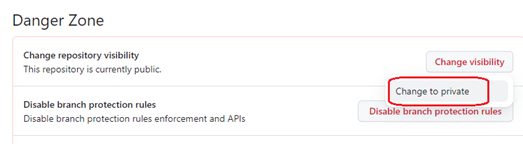 Danger Zone
Change repository visibility
This repository is currently public.
Change visibility
Change to private
Disable branch protection rules
Disable branch protection rules enforcement and APIs
Disable branch protection rules